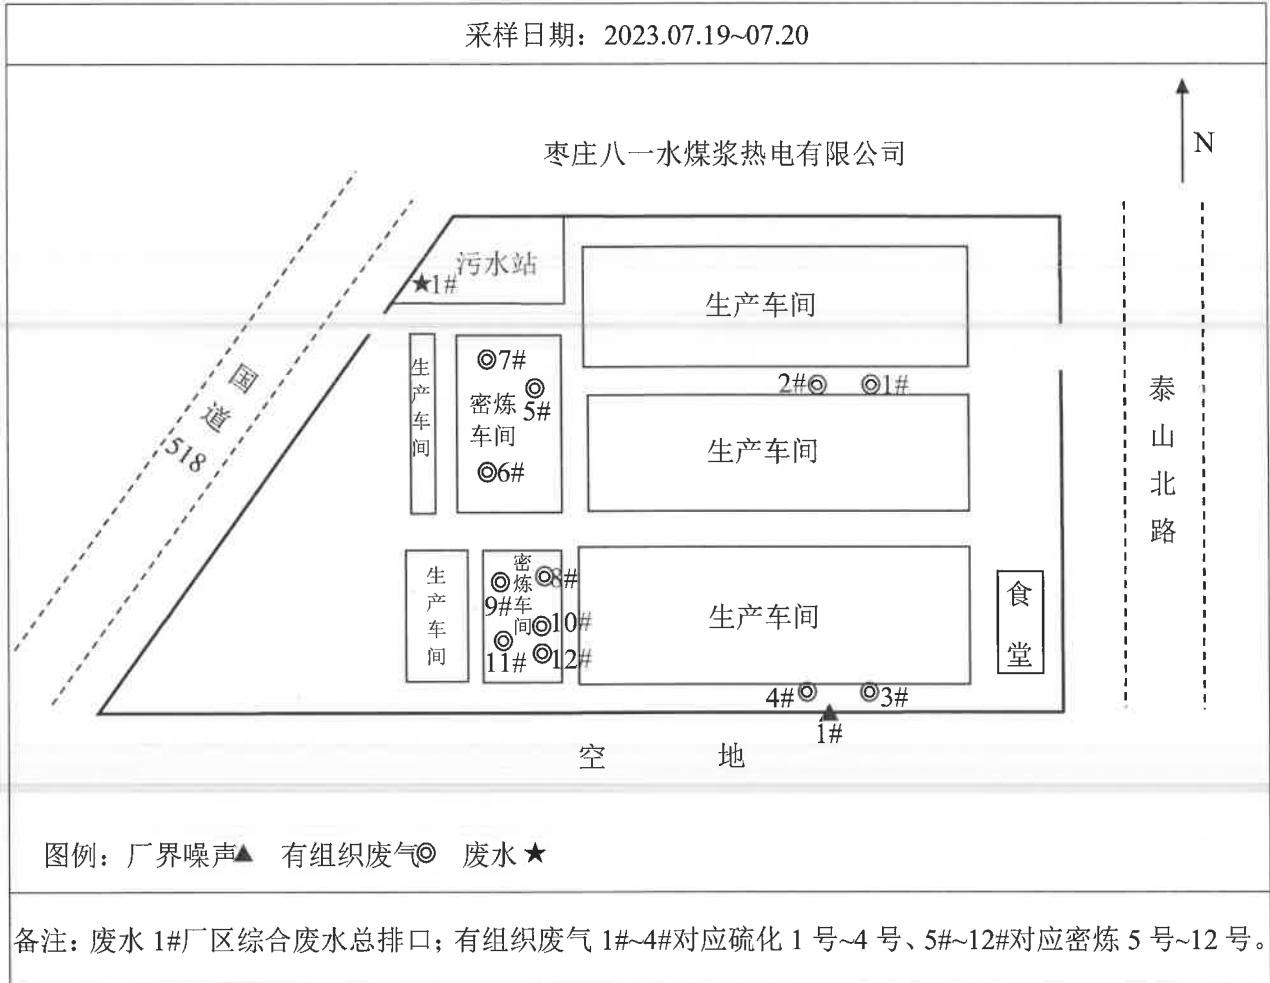 采样日期：2023.07.19~07.20
N
枣庄八一水煤浆热电有限公司
污水站
★1#
生产车间
国道518
生产车间
◎7#
◎5#
密炼车间
◎6#
2#◎ ◎1#
生产车间
泰山北路
生产车间
密炼车间
◎8#
9#
10#
11#
12#
生产车间
食堂
4#◎ ◎3#
▲1#
空 地
图例：厂界噪声▲ 有组织废气◎ 废水★
备注：废水 1#厂区综合废水总排口；有组织废气 1#~4#对应硫化 1 号~4 号、5#~12#对应密炼 5 号~12 号。